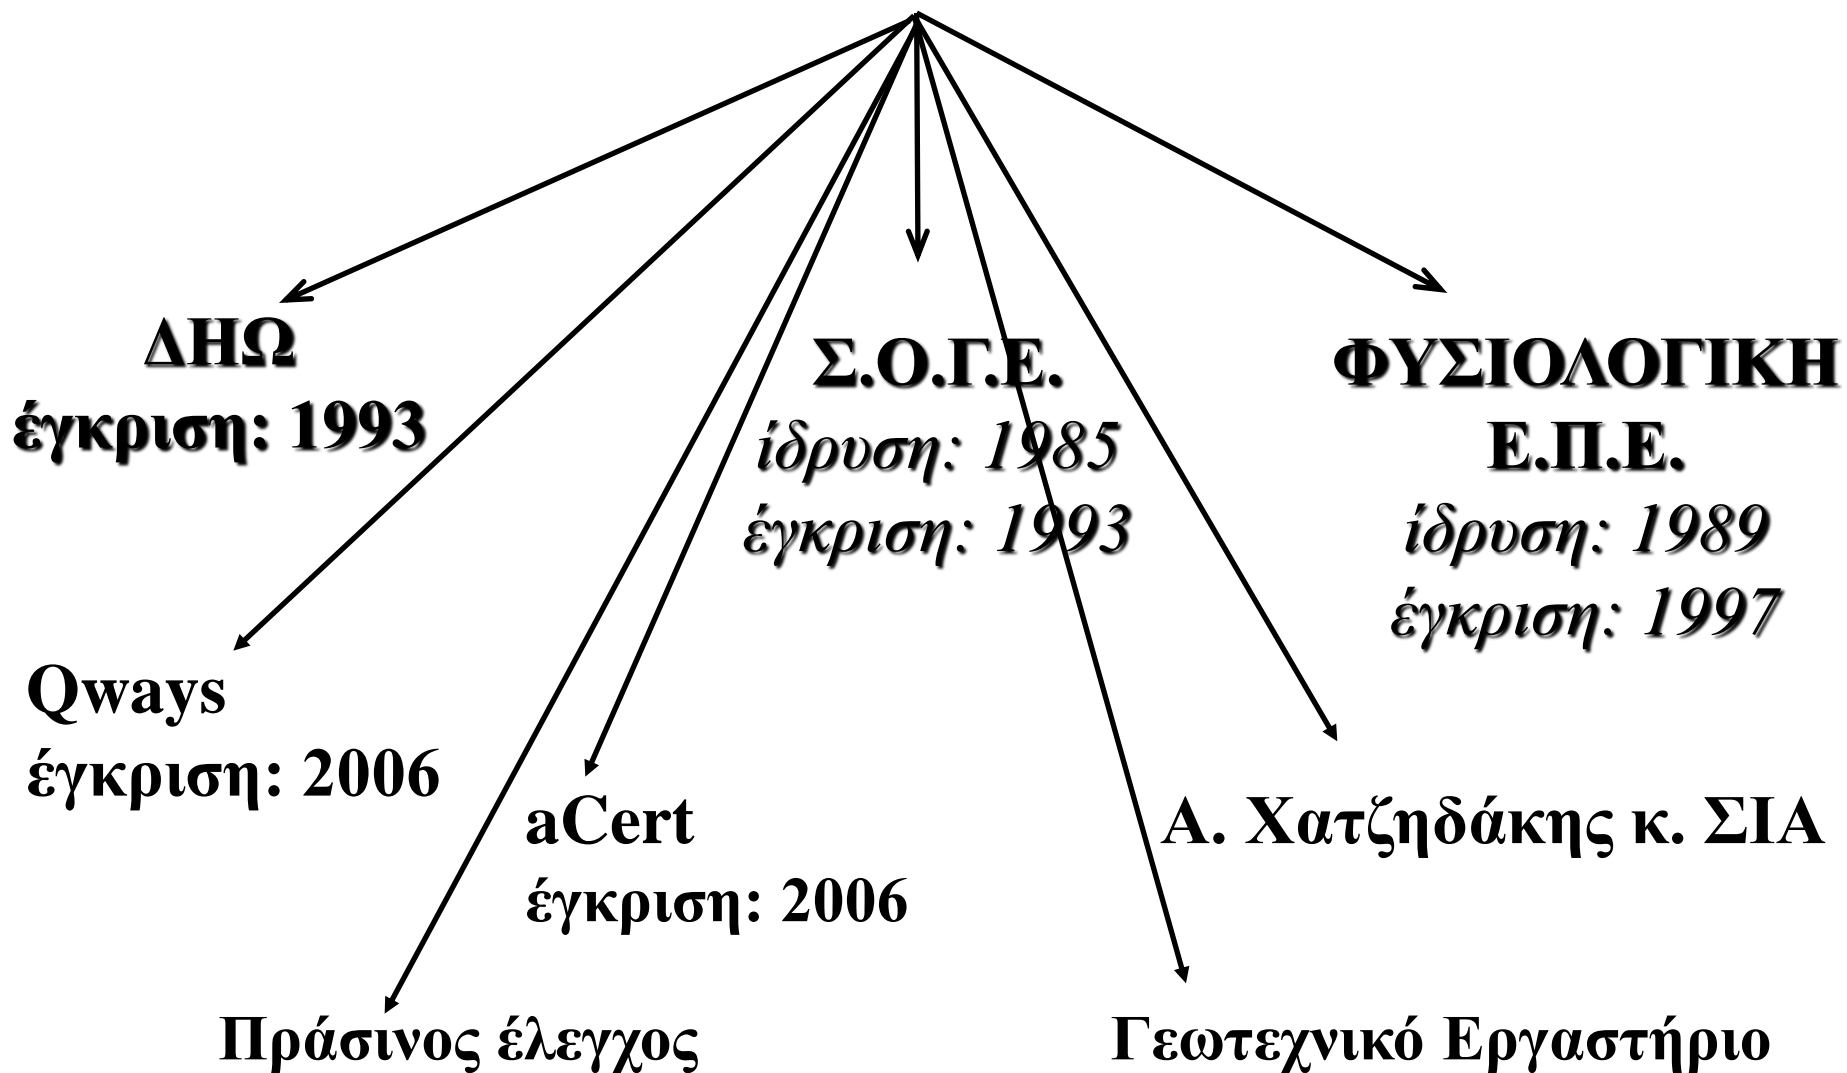 ΔΗΩ
έγκριση: 1993
Σ.Ο.Γ.Ε.
ίδρυση: 1985
έγκριση: 1993
ΦΥΣΙΟΛΟΓΙΚΗ
Ε.Π.Ε.
ίδρυση: 1989
έγκριση: 1997
Qways
έγκριση: 2006
aCert
έγκριση: 2006
Α. Χατζηδάκης κ. ΣΙΑ
Πράσινος έλεγχος
Γεωτεχνικό Εργαστήριο